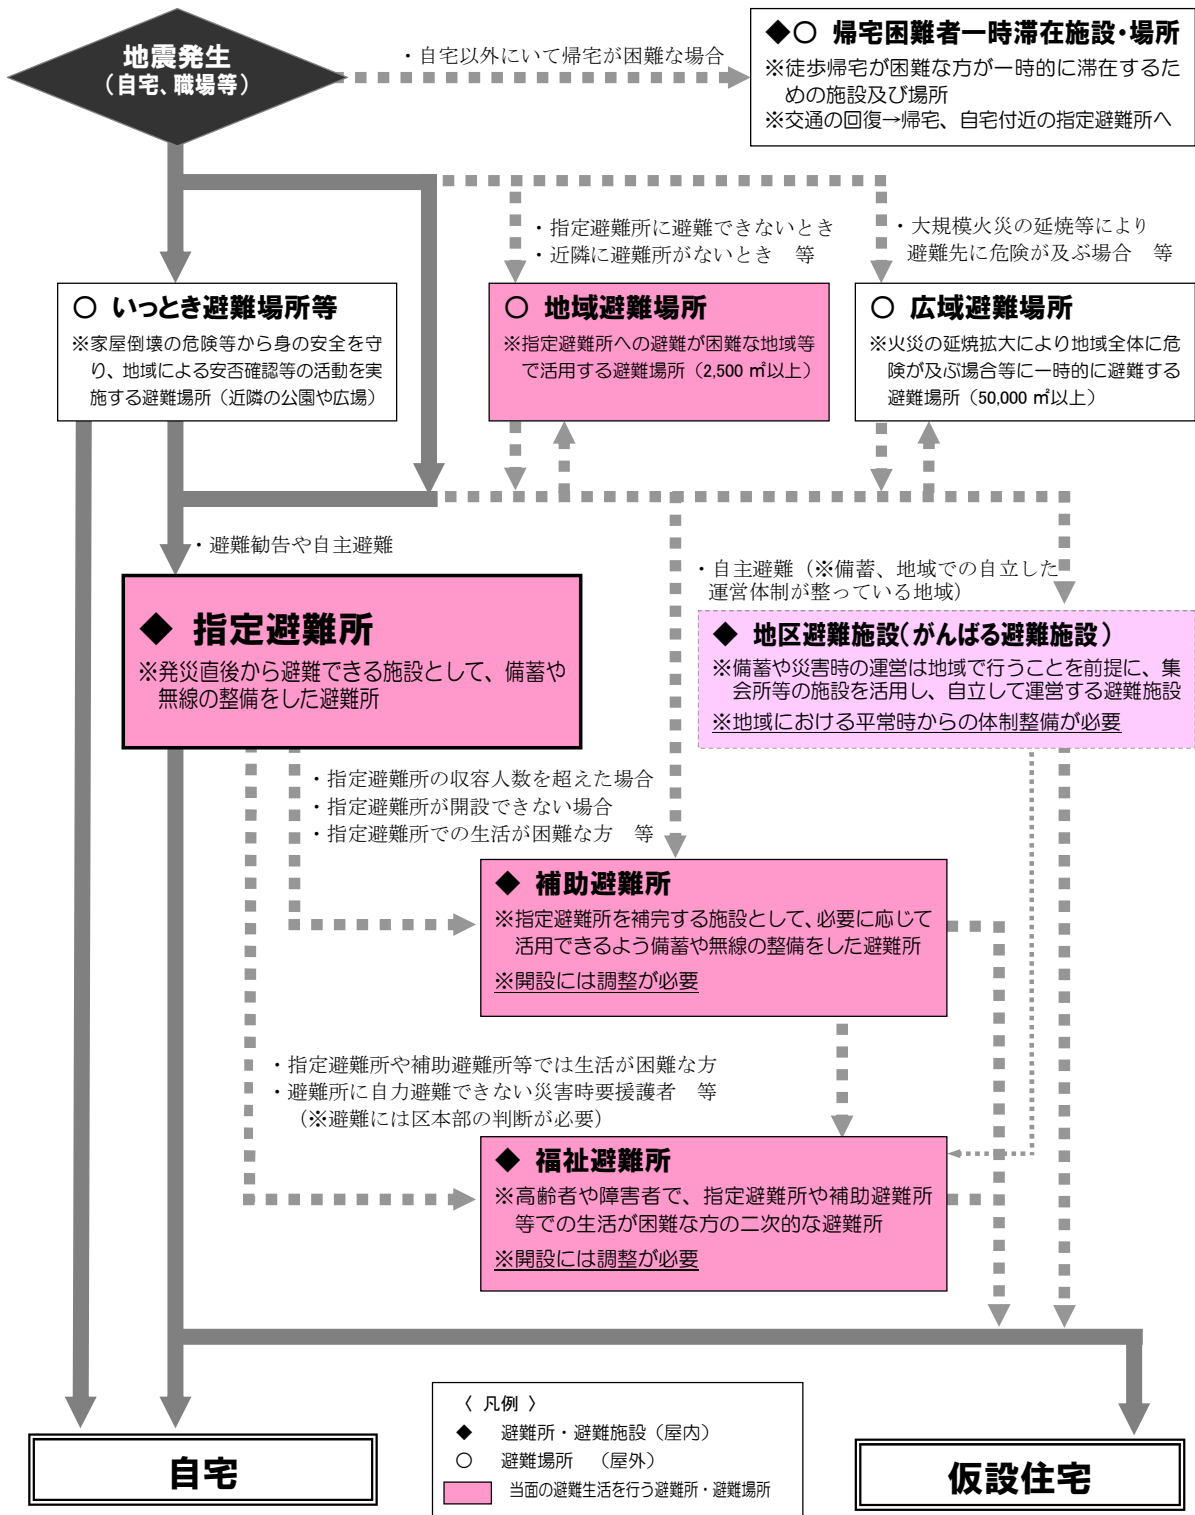 地震発生
(自宅、職場等)
・自宅以外にいて帰宅が困難な場合
◆○ 帰宅困難者一時滞在施設・場所
※徒歩帰宅が困難な方が一時的に滞在するた
めの施設及び場所
※交通の回復→帰宅、自宅付近の指定避難所へ
・指定避難所に避難できないとき
・近隣に避難所がないとき 等
・大規模火災の延焼等により
避難先に危険が及ぶ場合 等
○ いっとき避難場所等
※家屋倒壊の危険等から身の安全を守
り、地域による安否確認等の活動を実
施する避難場所（近隣の公園や広場）
○ 地域避難場所
※指定避難所への避難が困難な地域等
で活用する避難場所（2,500 ㎡以上）
○ 広域避難場所
※火災の延焼拡大により地域全体に危
険が及ぶ場合等に一時的に避難する
避難場所（50,000 ㎡以上）
・避難勧告や自主避難
・自主避難（※備蓄、地域での自立した
運営体制が整っている地域）
◆ 指定避難所
※発災直後から避難できる施設として、備蓄や
無線の整備をした避難所
◆ 地区避難施設（がんばる避難施設）
※備蓄や災害時の運営は地域で行うことを前提に、集
会所等の施設を活用し、自立して運営する避難施設
※地域における平常時からの体制整備が必要
・指定避難所の収容人数を超えた場合
・指定避難所が開設できない場合
・指定避難所での生活が困難な方 等
◆ 補助避難所
※指定避難所を補完する施設として、必要に応じて
活用できるよう備蓄や無線の整備をした避難所
※開設には調整が必要
・指定避難所や補助避難所等では生活が困難な方
・避難所に自力避難できない災害時要援護者 等
（※避難には区本部の判断が必要）
◆ 福祉避難所
※高齢者や障害者で、指定避難所や補助避難所
等での生活が困難な方の二次的な避難所
※開設には調整が必要
〈 凡例 〉
◆ 避難所・避難施設（屋内）
○ 避難場所 （屋外）
当面の避難生活を行う避難所・避難場所
自宅
仮設住宅